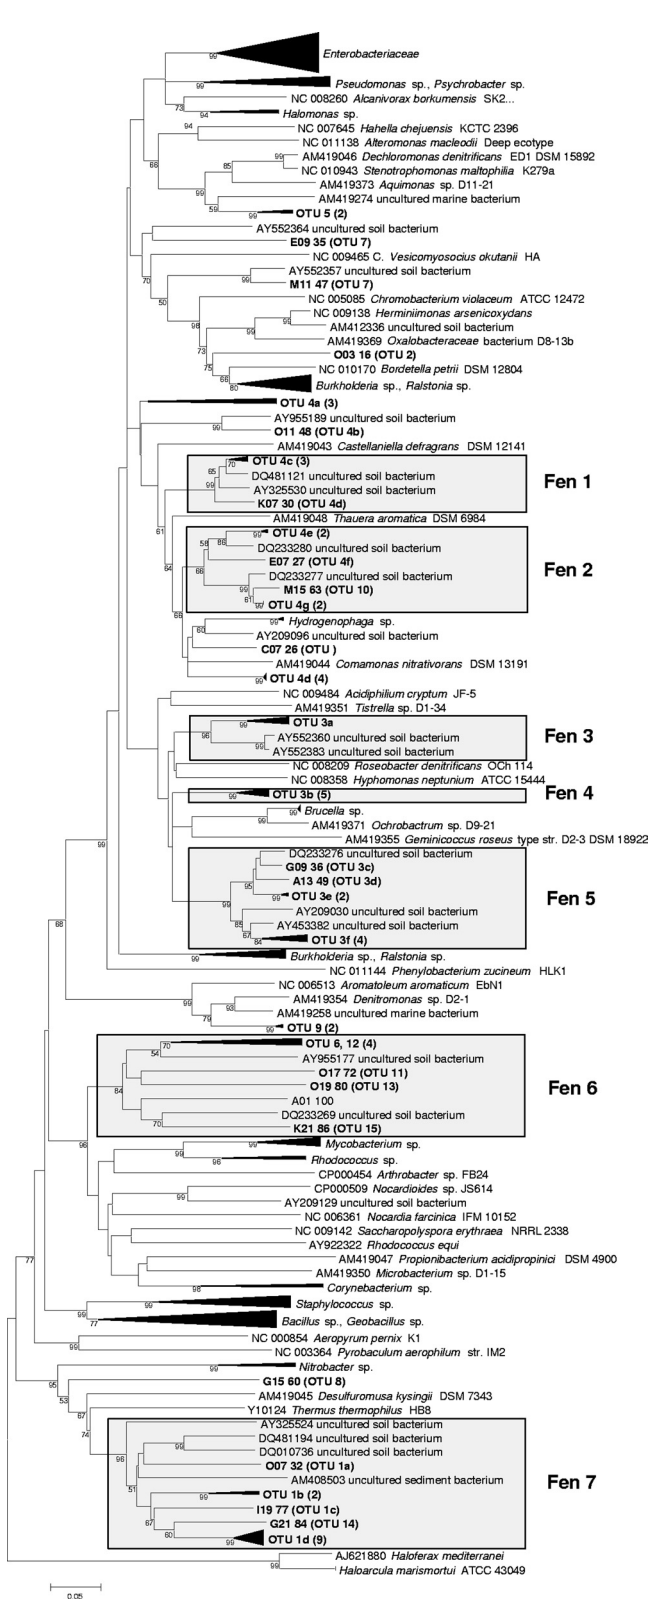 99 Enterobacteriaceae
99 Pseudomonas sp., Psychrobacter sp.
NC 008260 Alcanivorax borkumensis SK2...
73
94 Halomonas sp.
94 NC 007645 Hahella chejuensis KCTC 2396
NC 011138 Alteromonas macleodii Deep ecotype
99 AM419046 Dechloromonas denitrificans ED1 DSM 15892
66 85 NC 010943 Stenotrophomonas maltophilia K279a
AM419373 Aquimonas sp. D11-21
99 AM419274 uncultured marine bacterium
59 99 OTU 5 (2)
AY552364 uncultured soil bacterium
E09 35 (OTU 7)
NC 009465 C. Vesicomyosocius okutanii HA
70 AY552357 uncultured soil bacterium
99 M11 47 (OTU 7)
50 NC 005085 Chromobacterium violaceum ATCC 12472
NC 009138 Herminiimonas arsenicoxydans
98 99 AM412336 uncultured soil bacterium
99 AM419369 Oxalobacteraceae bacterium D8-13b
73 O03 16 (OTU 2)
75 NC 010170 Bordetella petrii DSM 12804
66 80 Burkholderia sp., Ralstonia sp.
OTU 4a (3)
AY955189 uncultured soil bacterium
99 O11 48 (OTU 4b)
AM419043 Castellaniella defragrans DSM 12141
70 OTU 4c (3)
65 DQ481121 uncultured soil bacterium
Fen 1
99 AY325530 uncultured soil bacterium
K07 30 (OTU 4d)
AM419048 Thauera aromatica DSM 6984
61 99 OTU 4e (2)
58 86 DQ233280 uncultured soil bacterium
E07 27 (OTU 4f)
64 66 Fen 2
DQ233277 uncultured soil bacterium
99 M15 63 (OTU 10)
61 99 OTU 4g (2)
66 99 Hydrogenophaga sp.
60 AY209096 uncultured soil bacterium
C07 26 (OTU )
AM419044 Comamonas nitrativorans DSM 13191
99 OTU 4d (4)
NC 009484 Acidiphilium cryptum JF-5
AM419351 Tistrella sp. D1-34
99 OTU 3a
96 AY552360 uncultured soil bacterium
Fen 3
99 AY552383 uncultured soil bacterium
NC 008209 Roseobacter denitrificans OCh 114
NC 008358 Hyphomonas neptunium ATCC 15444
99 OTU 3b (5)
Fen 4
99 Brucella sp.
99 AM419371 Ochrobactrum sp. D9-21
AM419355 Geminicoccus roseus type str. D2-3 DSM 18922
99 DQ233276 uncultured soil bacterium
G09 36 (OTU 3c)
95 A13 49 (OTU 3d)
99 OTU 3e (2)
99 Fen 5
AY209030 uncultured soil bacterium
85 AY453382 uncultured soil bacterium
67 84 OTU 3f (4)
68 99 Burkholderia sp., Ralstonia sp.
NC 011144 Phenylobacterium zucineum HLK1
NC 006513 Aromatoleum aromaticum EbN1
99 93 AM419354 Denitromonas sp. D2-1
79 AM419258 uncultured marine bacterium
99 OTU 9 (2)
70 OTU 6, 12 (4)
54 AY955177 uncultured soil bacterium
O17 72 (OTU 11)
84 O19 80 (OTU 13)
Fen 6
A01 100
DQ233269 uncultured soil bacterium
70 K21 86 (OTU 15)
96 99 Mycobacterium sp.
99 96 Rhodococcus sp.
CP000454 Arthrobacter sp. FB24
CP000509 Nocardioides sp. JS614
99 AY209129 uncultured soil bacterium
NC 006361 Nocardia farcinica IFM 10152
NC 009142 Saccharopolyspora erythraea NRRL 2338
AY922322 Rhodococcus equi
77 AM419047 Propionibacterium acidipropinici DSM 4900
AM419350 Microbacterium sp. D1-15
98 Corynebacterium sp.
99 Staphylococcus sp.
99 77 Bacillus sp., Geobacillus sp.
NC 000854 Aeropyrum pernix K1
99 NC 003364 Pyrobaculum aerophilum str. IM2
99 Nitrobacter sp.
95 G15 60 (OTU 8)
53 AM419045 Desulfuromusa kysingii DSM 7343
67 Y10124 Thermus thermophilus HB8
74 AY325524 uncultured soil bacterium
DQ481194 uncultured soil bacterium
99 DQ010736 uncultured soil bacterium
96 O07 32 (OTU 1a)
AM408503 uncultured sediment bacterium
Fen 7
51 99 OTU 1b (2)
I19 77 (OTU 1c)
67 G21 84 (OTU 14)
60 99 OTU 1d (9)
AJ621880 Haloferax mediterranei
99 Haloarcula marismortui ATCC 43049
0.05